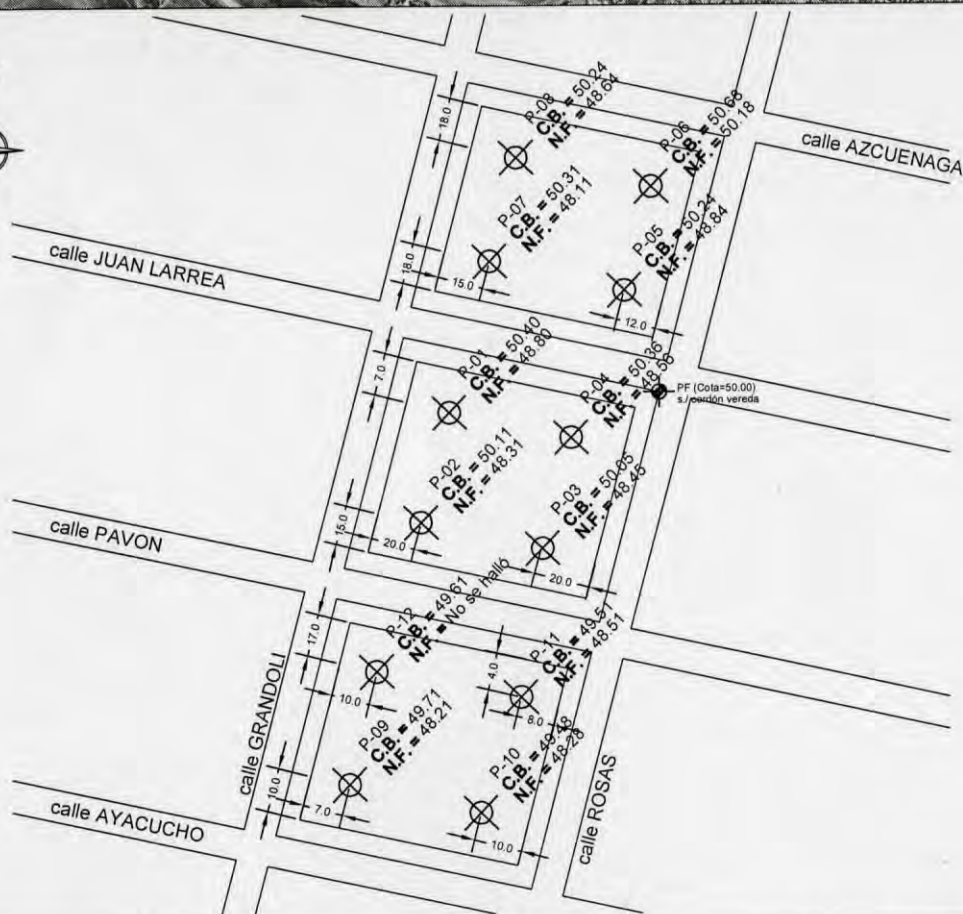 calle AZCUENAGA
P-08
C.B. = 50.24
N.F. = 48.64
P-06
C.B. = 50.68
N.F. = 50.18
18.0
P-07
C.B. = 50.31
N.F. = 48.11
P-05
C.B. = 50.24
N.F. = 48.84
calle JUAN LARREA
18.0
15.0
12.0
P-01
C.B. = 50.40
N.F. = 48.80
P-04
C.B. = 50.36
N.F. = 48.58
PF (Cota=50.00)
s./cordón vereda
7.0
P-02
C.B. = 50.11
N.F. = 48.31
P-03
C.B. = 50.05
N.F. = 48.45
calle PAVON
15.0
20.0
20.0
P-12
C.B. = 49.61
N.F. = No se halló
P-11
C.B. = 49.51
N.F. = 48.51
17.0
4.0
10.0
8.0
P-09
C.B. = 49.71
N.F. = 48.21
P-10
C.B. = 49.48
N.F. = 48.28
calle GRANDOLI
calle ROSAS
calle AYACUCHO
10.0
7.0
10.0